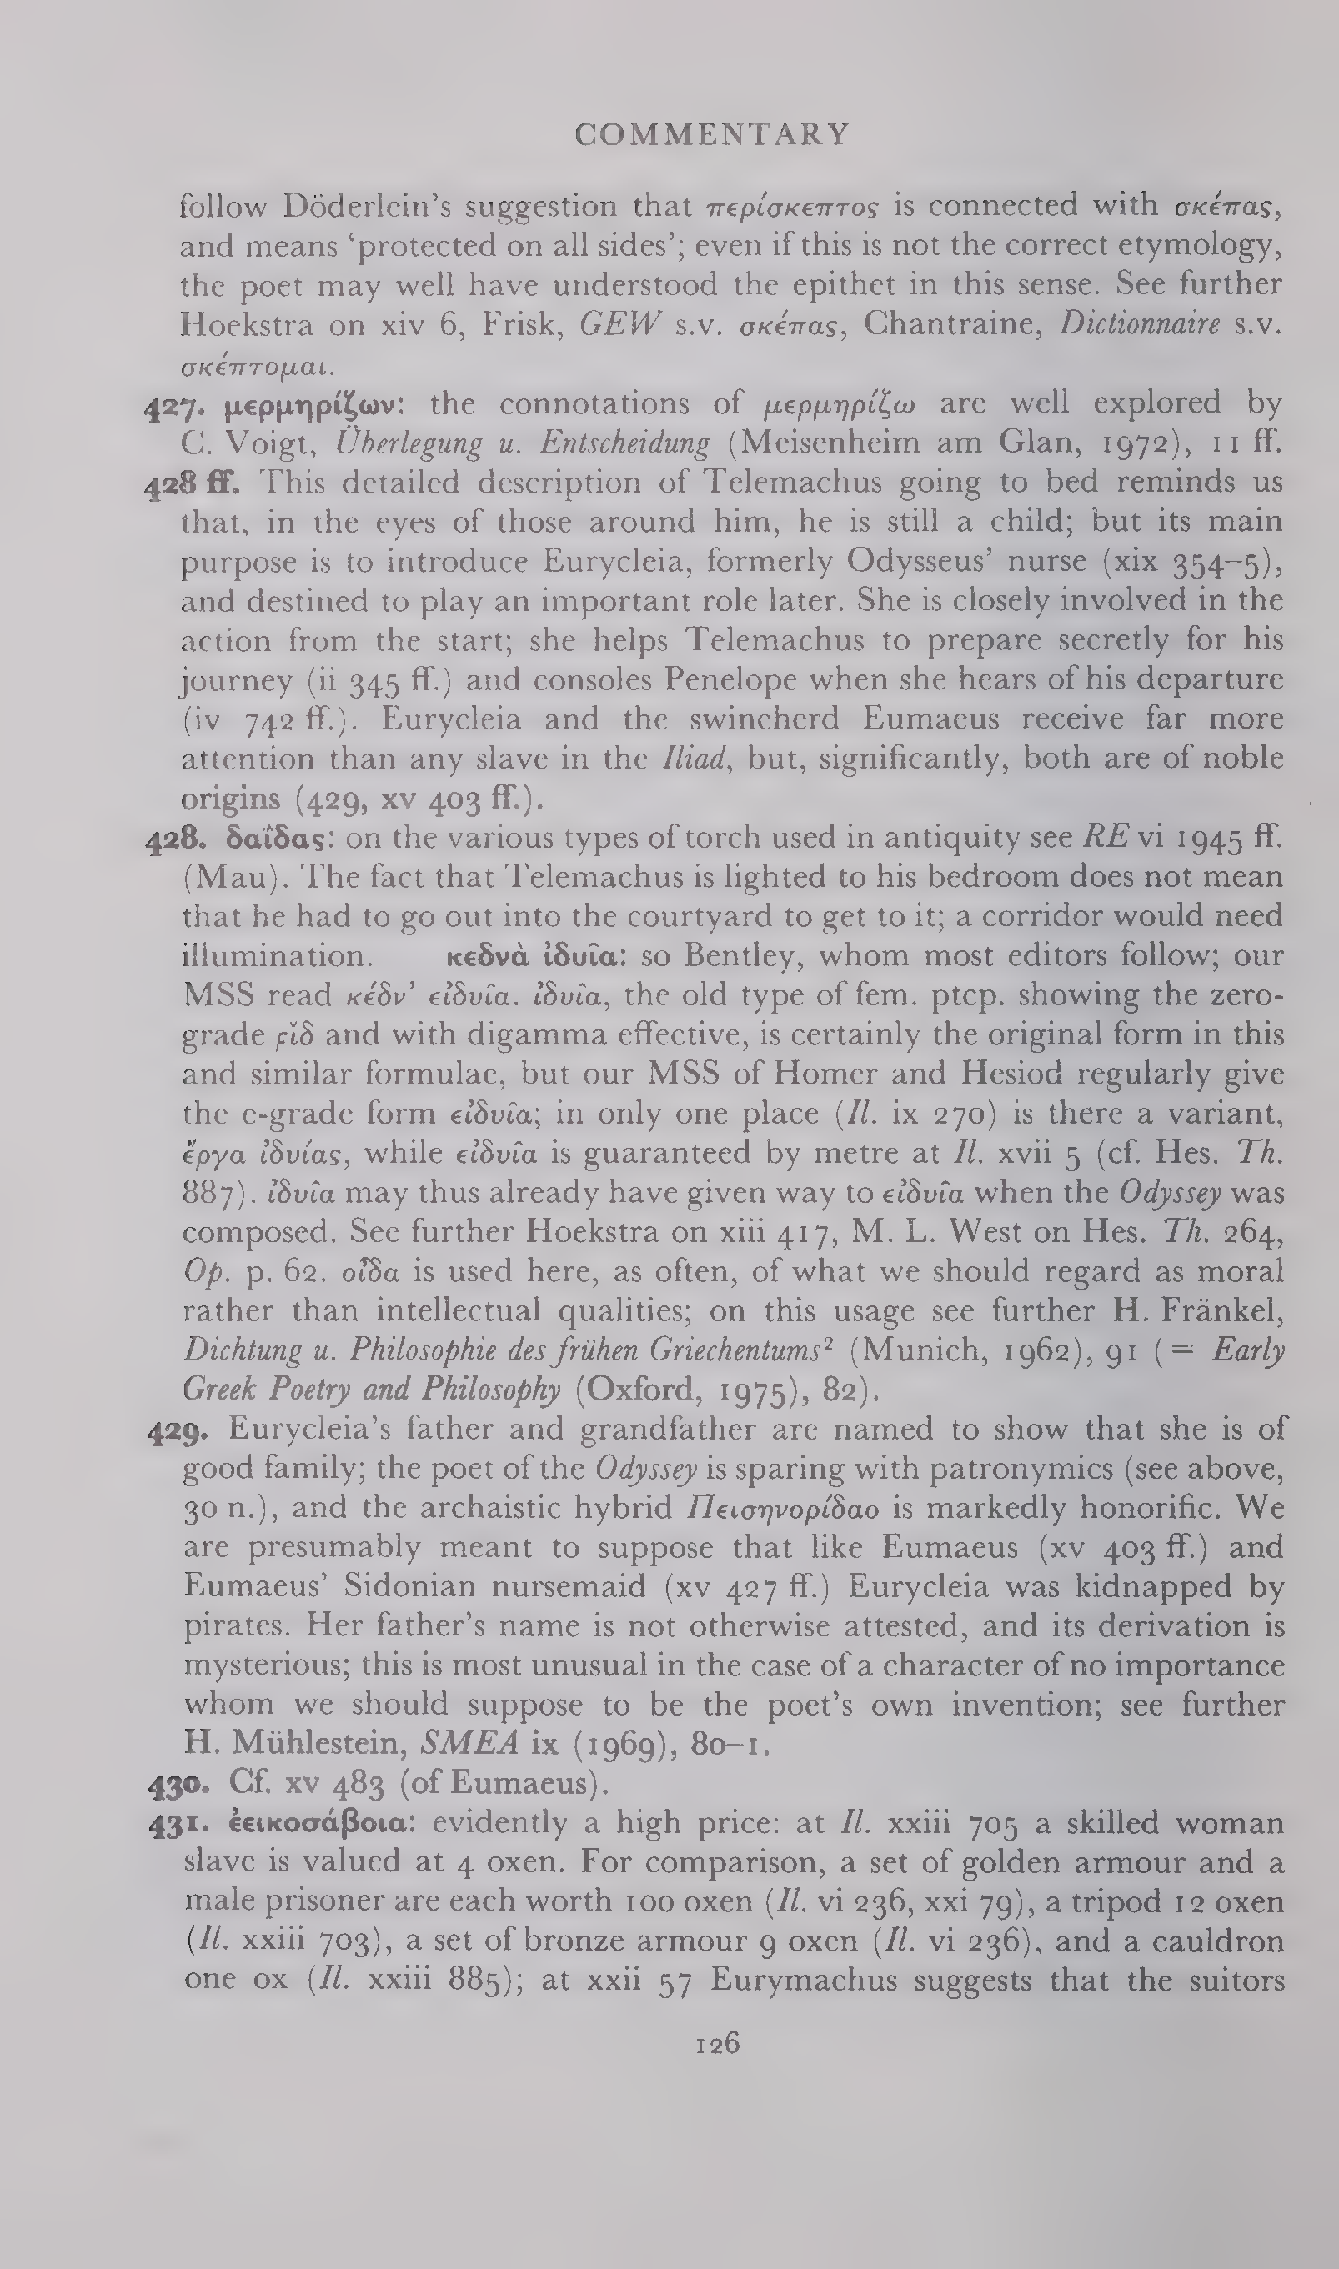 COMMENTARY
follow Döderlein's suggestion that περίσκεπτος is connected with σκέπας,
and means 'protected on all sides'; even if this is not the correct etymology,
the poet may well have understood the epithet in this sense. See further
Hoekstra on xiv 6, Frisk, GEW s.v. σκέπας, Chantraine, Dictionnaire s.v.
σκέπτομαι.
427. μερμηρίζων: the connotations of μερμηρίζω are well explored by
C. Voigt, Überlegung u. Entscheidung (Meisenheim am Glan, 1972), 11 ff.
428 ff. This detailed description of Telemachus going to bed reminds us
that, in the eyes of those around him, he is still a child; but its main
purpose is to introduce Eurycleia, formerly Odysseus' nurse (xix 354–5),
and destined to play an important role later. She is closely involved in the
action from the start; she helps Telemachus to prepare secretly for his
journey (ii 345 ff.) and consoles Penelope when she hears of his departure
(iv 742 ff.). Eurycleia and the swineherd Eumaeus receive far more
attention than any slave in the Iliad, but, significantly, both are of noble
origins (429, xv 403 ff.).
428. δαΐδας: on the various types of torch used in antiquity see RE vi 1945 ff.
(Mau). The fact that Telemachus is lighted to his bedroom does not mean
that he had to go out into the courtyard to get to it; a corridor would need
illumination. κεδνὰ ἰδυῖα: so Bentley, whom most editors follow; our
MSS read κέδν' εἰδυῖα. ἰδυῖα, the old type of fem. ptcp. showing the zero-
grade ϝιδ and with digamma effective, is certainly the original form in this
and similar formulae, but our MSS of Homer and Hesiod regularly give
the e-grade form εἰδυῖα; in only one place (Il. ix 270) is there a variant,
ἔργα ἰδυίας, while εἰδυῖα is guaranteed by metre at Il. xvii 5 (cf. Hes. Th.
887). ἰδυῖα may thus already have given way to εἰδυῖα when the Odyssey was
composed. See further Hoekstra on xiii 417, M. L. West on Hes. Th. 264,
Op. p. 62. οἶδα is used here, as often, of what we should regard as moral
rather than intellectual qualities; on this usage see further H. Fränkel,
Dichtung u. Philosophie des frühen Griechentums² (Munich, 1962), 91 (= Early
Greek Poetry and Philosophy (Oxford, 1975), 82).
429. Eurycleia's father and grandfather are named to show that she is of
good family; the poet of the Odyssey is sparing with patronymics (see above,
30 n.), and the archaistic hybrid Πεισηνορίδαο is markedly honorific. We
are presumably meant to suppose that like Eumaeus (xv 403 ff.) and
Eumaeus' Sidonian nursemaid (xv 427 ff.) Eurycleia was kidnapped by
pirates. Her father's name is not otherwise attested, and its derivation is
mysterious; this is most unusual in the case of a character of no importance
whom we should suppose to be the poet's own invention; see further
H. Mühlestein, SMEA ix (1969), 80–1.
430. Cf. xv 483 (of Eumaeus).
431. ἐεικοσάβοια: evidently a high price: at Il. xxiii 705 a skilled woman
slave is valued at 4 oxen. For comparison, a set of golden armour and a
male prisoner are each worth 100 oxen (Il. vi 236, xxi 79), a tripod 12 oxen
(Il. xxiii 703), a set of bronze armour 9 oxen (Il. vi 236), and a cauldron
one ox (Il. xxiii 885); at xxii 57 Eurymachus suggests that the suitors
126